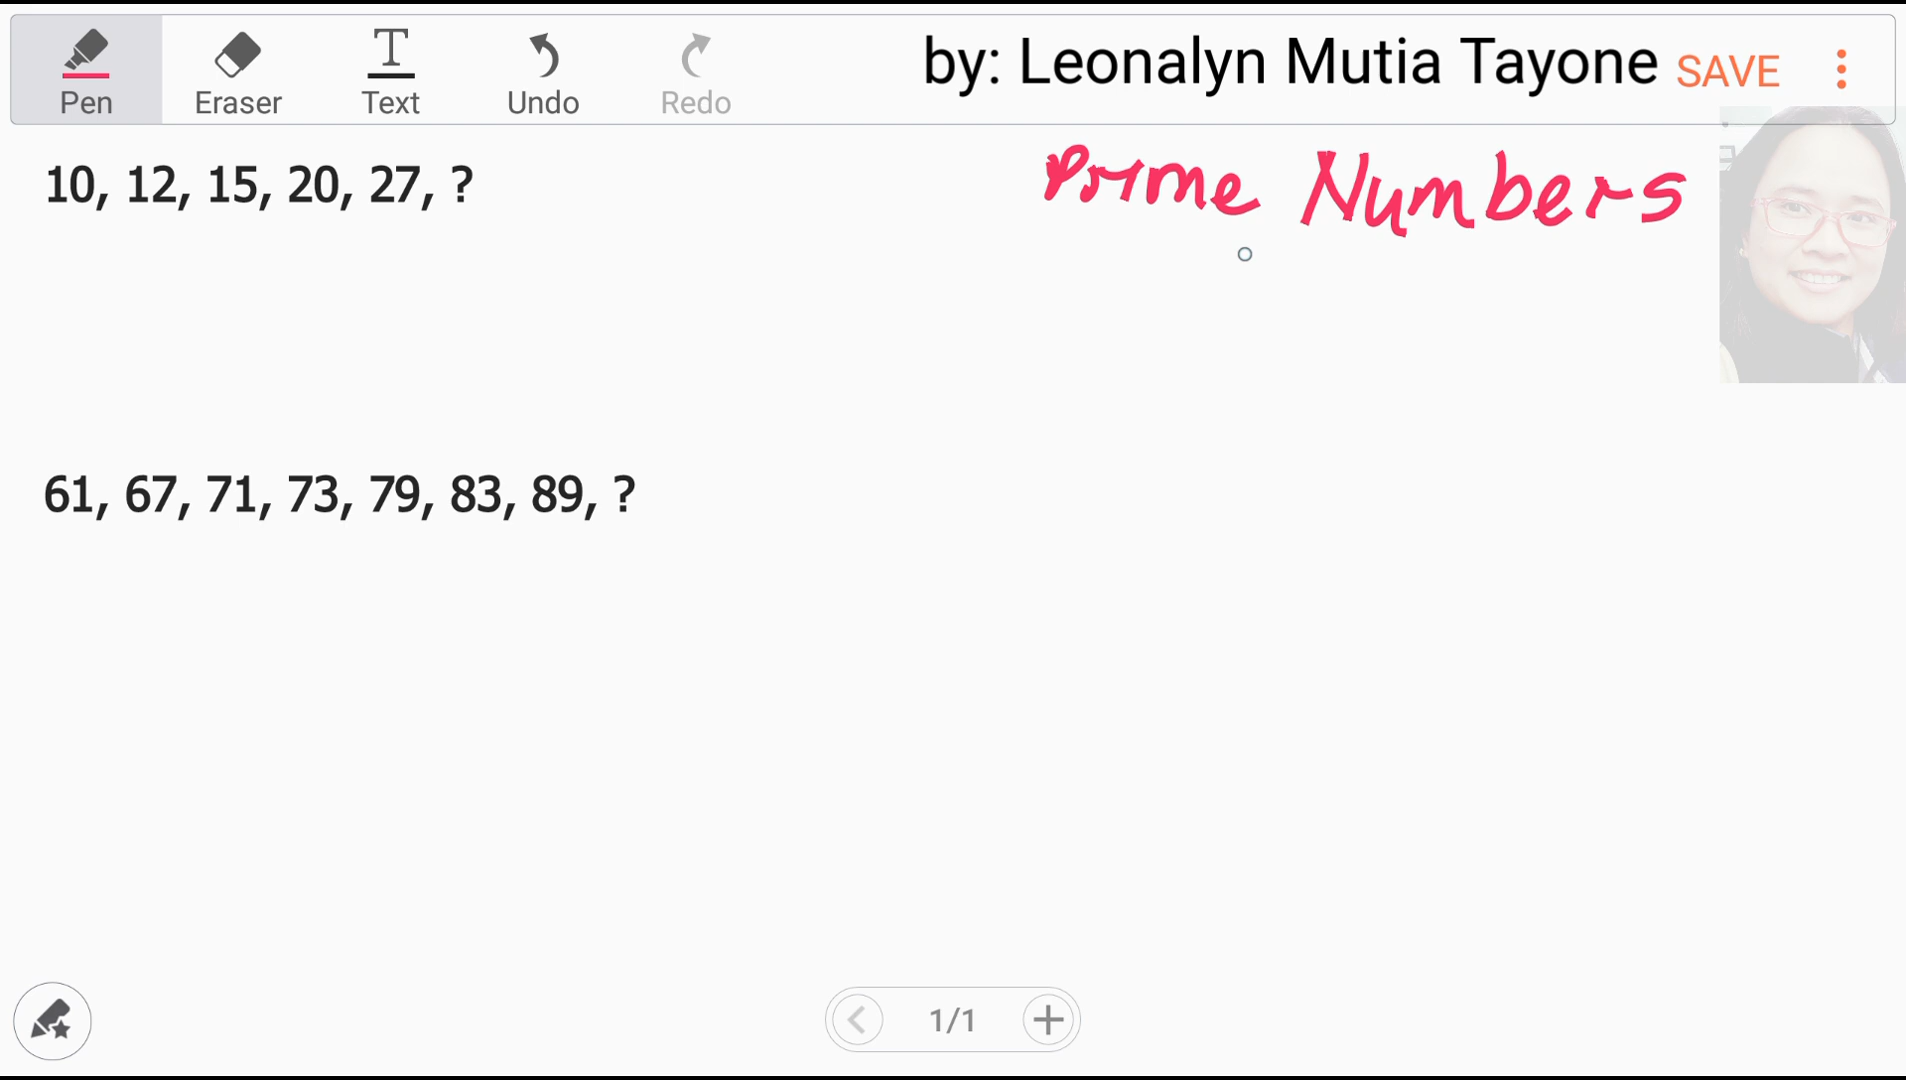 by: Leonalyn Mutia Tayone SAVE
Pen Eraser Text Undo Redo
Prime Numbers
10, 12, 15, 20, 27, ?
61, 67, 71, 73, 79, 83, 89, ?
1/1